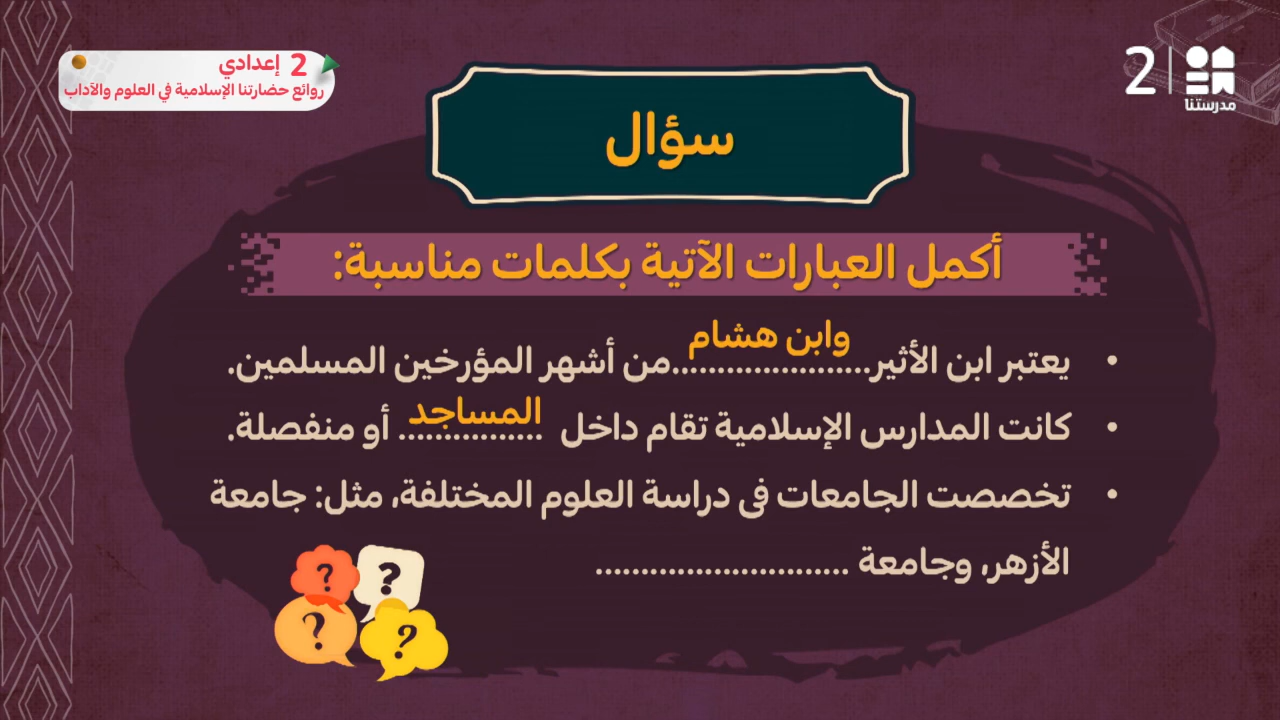 2 إعدادي
روائع حضارتنا الإسلامية في العلوم والآداب
2
مدرستنا
سؤال
أكمل العبارات الآتية بكلمات مناسبة:
وابن هشام
• يعتبر ابن الأثير.....................من أشهر المؤرخين المسلمين.
المساجد
• كانت المدارس الإسلامية تقام داخل ................ أو منفصلة.
• تخصصت الجامعات فى دراسة العلوم المختلفة، مثل: جامعة
الأزهر، وجامعة ............................
? ?
? ?